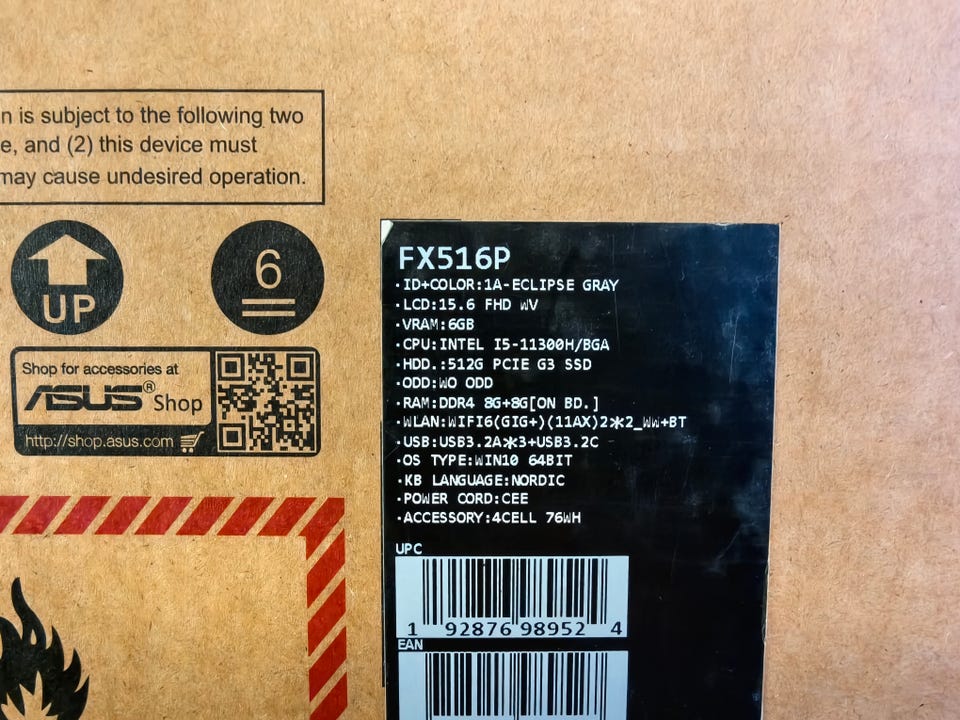 n is subject to the following two
e, and (2) this device must
may cause undesired operation.
UP
6
Shop for accessories at
ASUS® Shop
http://shop.asus.com
FX516P
·ID+COLOR:1A-ECLIPSE GRAY
·LCD:15.6 FHD WV
·VRAM:6GB
·CPU:INTEL I5-11300H/BGA
·HDD.:512G PCIE G3 SSD
·ODD:WO ODD
·RAM:DDR4 8G+8G[ON BD.]
·WLAN:WIFI6(GIG+)(11AX)2*2_WW+BT
·USB:USB3.2A*3+USB3.2C
·OS TYPE:WIN10 64BIT
·KB LANGUAGE:NORDIC
·POWER CORD:CEE
·ACCESSORY:4CELL 76WH
UPC
1 92876 98952 4
EAN